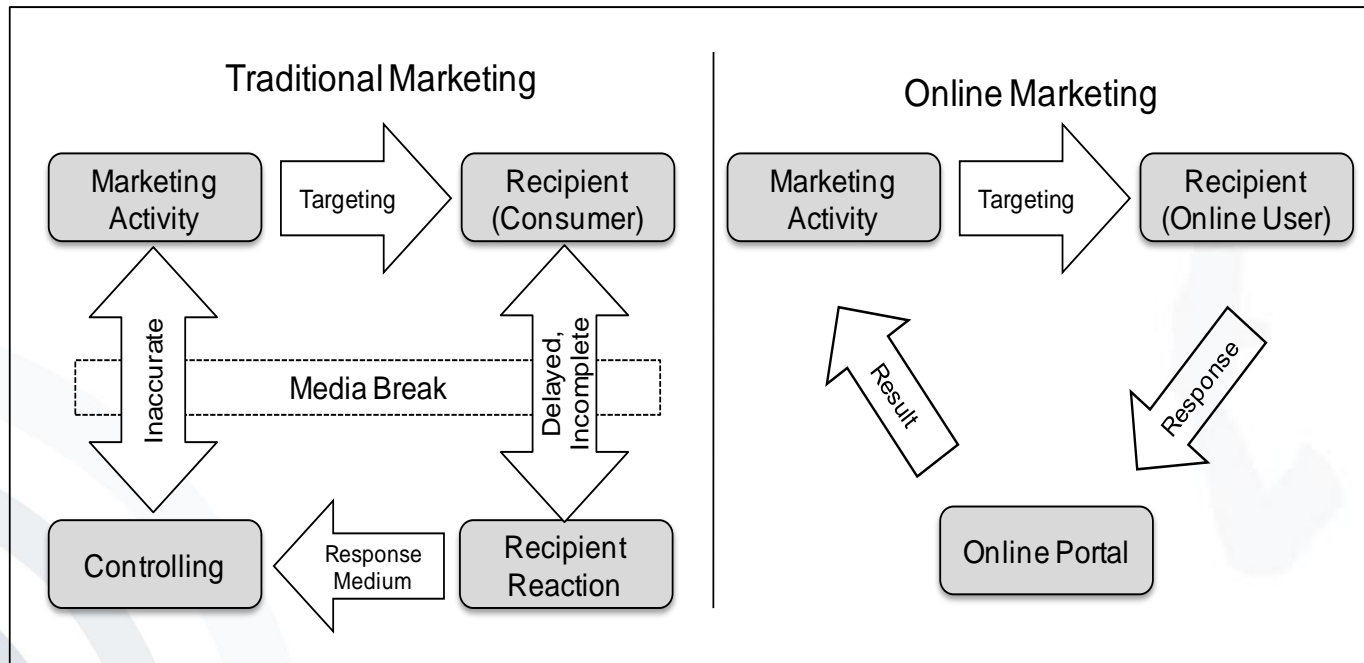 Traditional Marketing
Marketing
Activity
Targeting
Recipient
(Consumer)
Inaccurate
Media Break
Delayed,
Incomplete
Controlling
Response
Medium
Recipient
Reaction
Online Marketing
Marketing
Activity
Targeting
Recipient
(Online User)
Result
Response
Online Portal